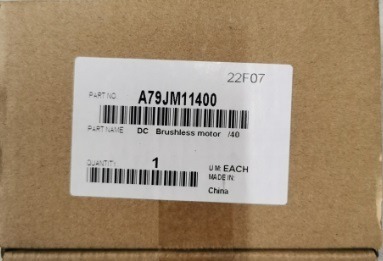 22F07
PART NO. A79JM11400
PART NAME DC Brushless motor /40
QUANTITY 1
U M: EACH
MADE IN:
China